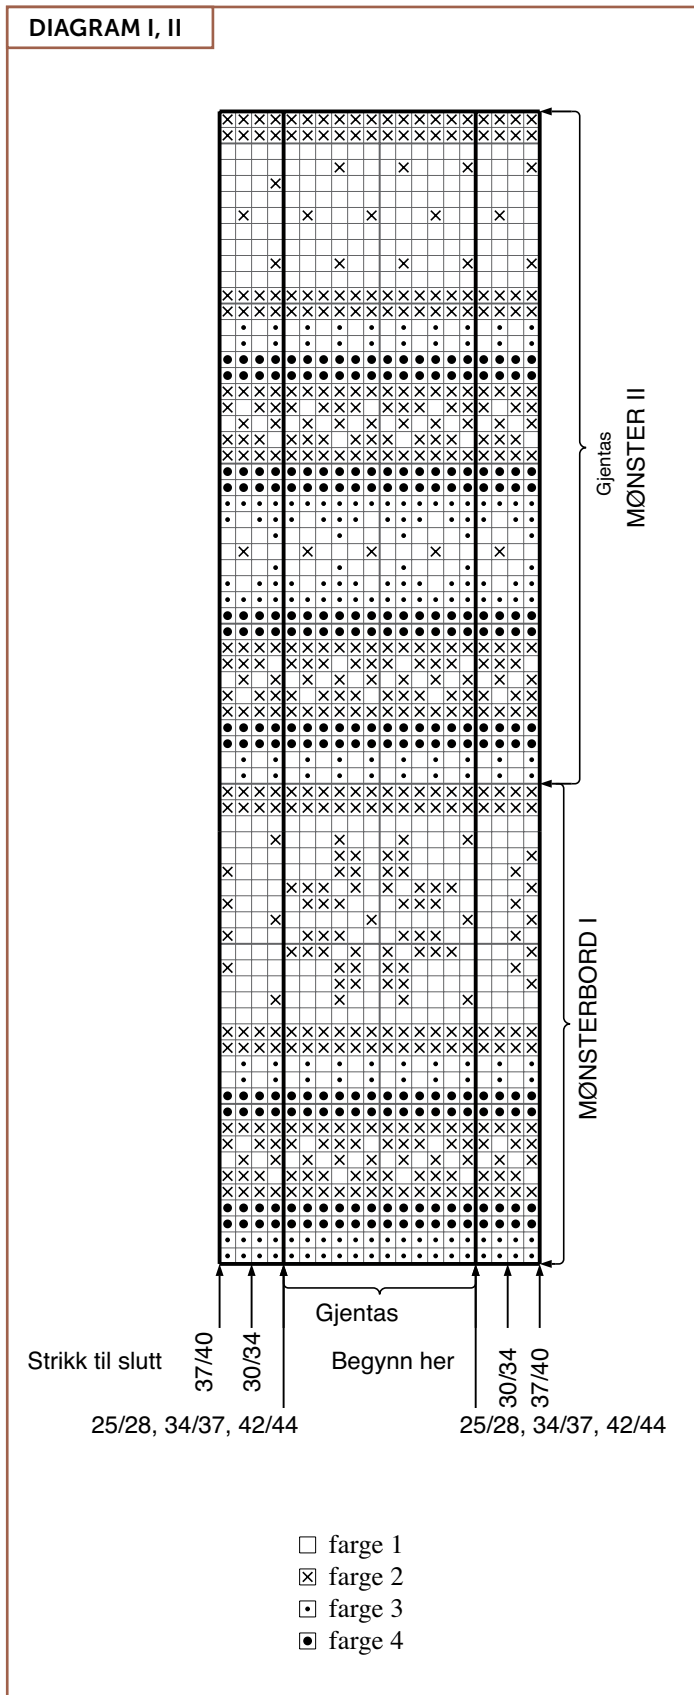 DIAGRAM I, II
Gjentas
MØNSTER II
MØNSTERBORD I
Gjentas
Strikk til slutt
37/40
30/34
Begynn her
30/34
37/40
25/28, 34/37, 42/44
25/28, 34/37, 42/44
farge 1
farge 2
farge 3
farge 4